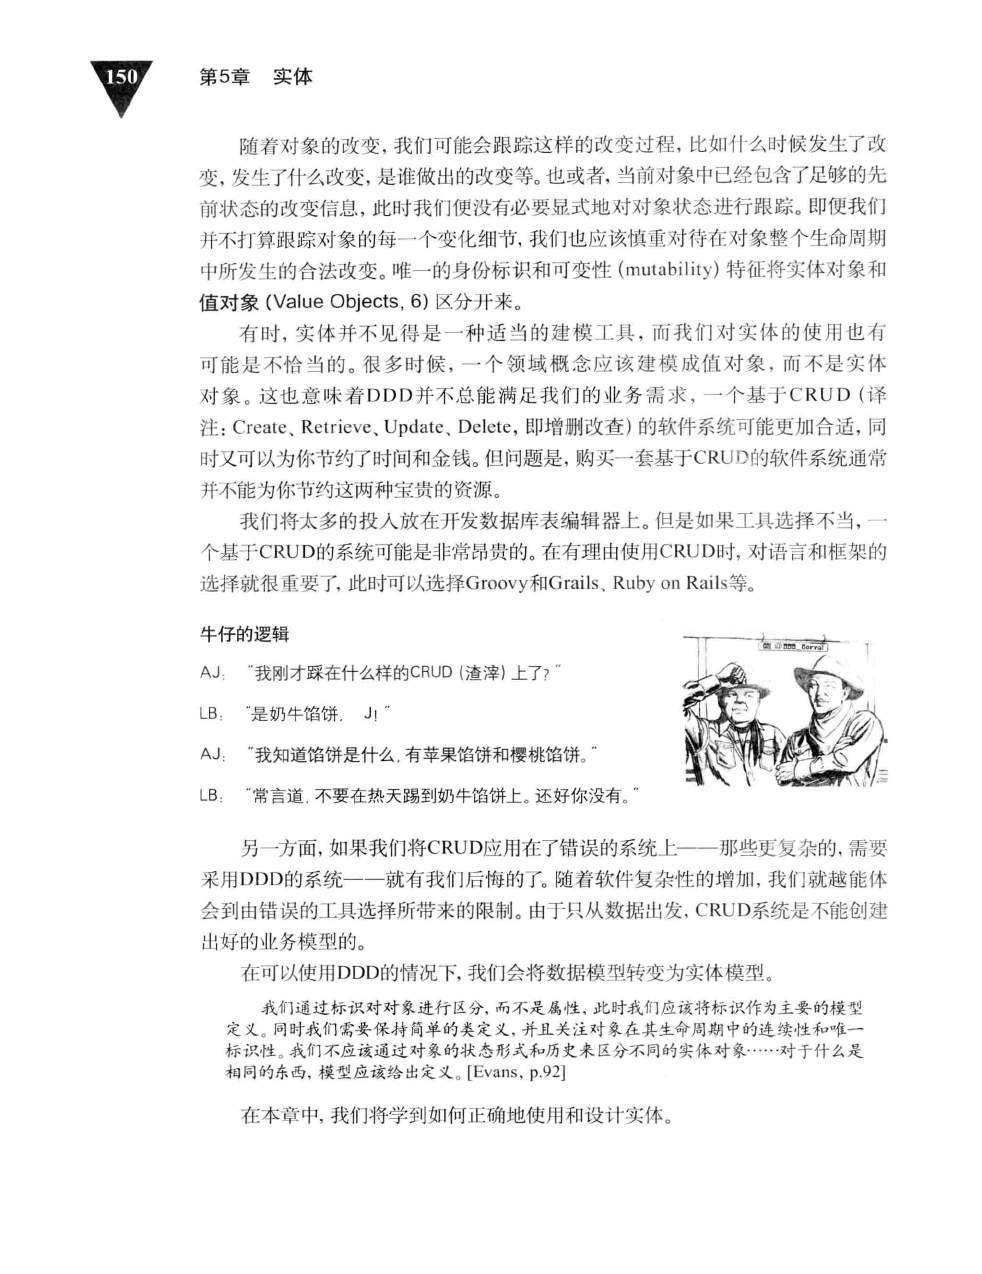 150
第5章 实体
随着对象的改变，我们可能会跟踪这样的改变过程，比如什么时候发生了改
变，发生了什么改变，是谁做出的改变等。也或者，当前对象中已经包含了足够的先
前状态的改变信息，此时我们便没有必要显式地对对象状态进行跟踪。即便我们
并不打算跟踪对象的每一个变化细节，我们也应该慎重对待在对象整个生命周期
中所发生的合法改变。唯一的身份标识和可变性（mutability）特征将实体对象和
值对象（Value Objects, 6）区分开来。
有时，实体并不见得是一种适当的建模工具，而我们对实体的使用也有
可能是不恰当的。很多时候，一个领域概念应该建模成值对象，而不是实体
对象。这也意味着DDD并不总能满足我们的业务需求，一个基于CRUD（译
注：Create、Retrieve、Update、Delete，即增删改查）的软件系统可能更加合适，同
时又可以为你节约了时间和金钱。但问题是，购买一套基于CRUD的软件系统通常
并不能为你节约这两种宝贵的资源。
我们将太多的投入放在开发数据库表编辑器上。但是如果工具选择不当，一
个基于CRUD的系统可能是非常昂贵的。在有理由使用CRUD时，对语言和框架的
选择就很重要了，此时可以选择Groovy和Grails、Ruby on Rails等。
牛仔的逻辑
AJ：“我刚才踩在什么样的CRUD（渣滓）上了？”
LB：“是奶牛馅饼， J！”
AJ：“我知道馅饼是什么，有苹果馅饼和樱桃馅饼。”
LB：“常言道，不要在热天踢到奶牛馅饼上。还好你没有。”
DDD_Corral
另一方面，如果我们将CRUD应用在了错误的系统上——那些更复杂的，需要
采用DDD的系统——就有我们后悔的了。随着软件复杂性的增加，我们就越能体
会到由错误的工具选择所带来的限制。由于只从数据出发，CRUD系统是不能创建
出好的业务模型的。
在可以使用DDD的情况下，我们会将数据模型转变为实体模型。
我们通过标识对对象进行区分，而不是属性，此时我们应该将标识作为主要的模型
定义。同时我们需要保持简单的类定义，并且关注对象在其生命周期中的连续性和唯一
标识性。我们不应该通过对象的状态形式和历史来区分不同的实体对象……对于什么是
相同的东西，模型应该给出定义。[Evans, p.92]
在本章中，我们将学到如何正确地使用和设计实体。